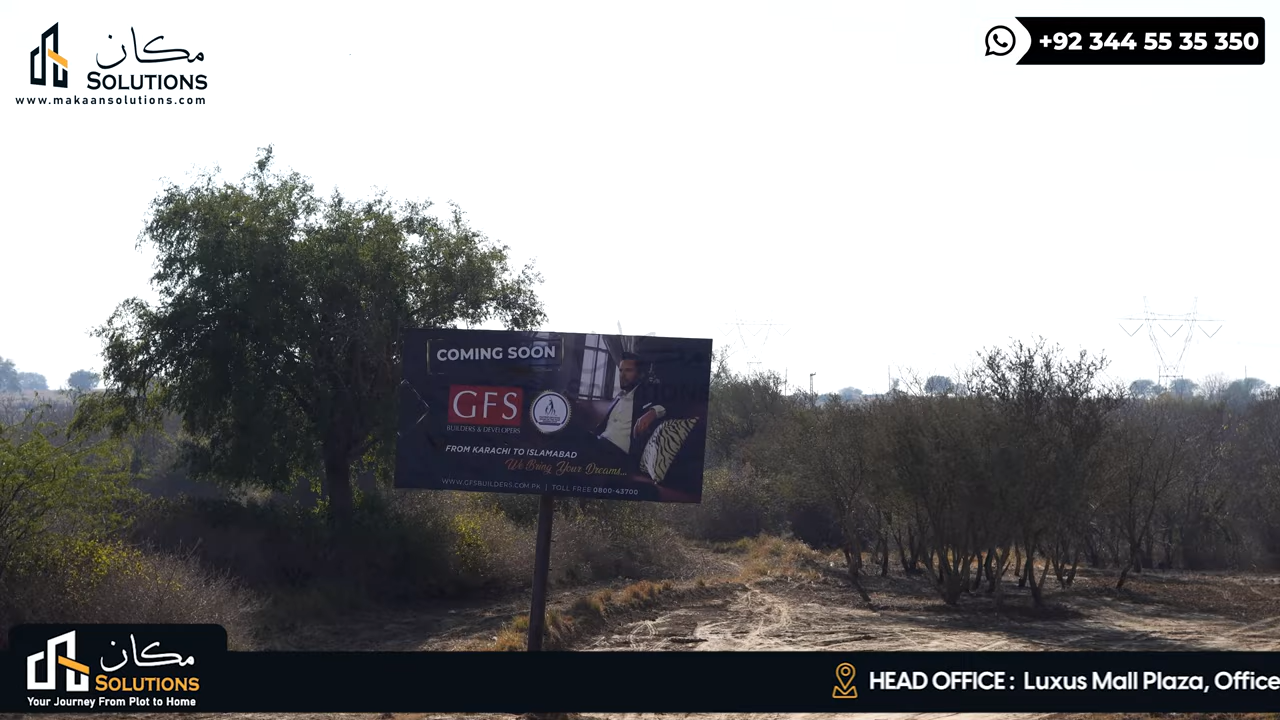 مکان
SOLUTIONS
www.makaansolutions.com
+92 344 55 35 350
COMING SOON
GFS
BUILDERS & DEVELOPERS
FROM KARACHI TO ISLAMABAD
We Bring Your Dreams...
WWW.GFSBUILDERS.COM.PK | TOLL FREE 0800-43700
مکان
SOLUTIONS
Your Journey From Plot to Home
HEAD OFFICE : Luxus Mall Plaza, Office